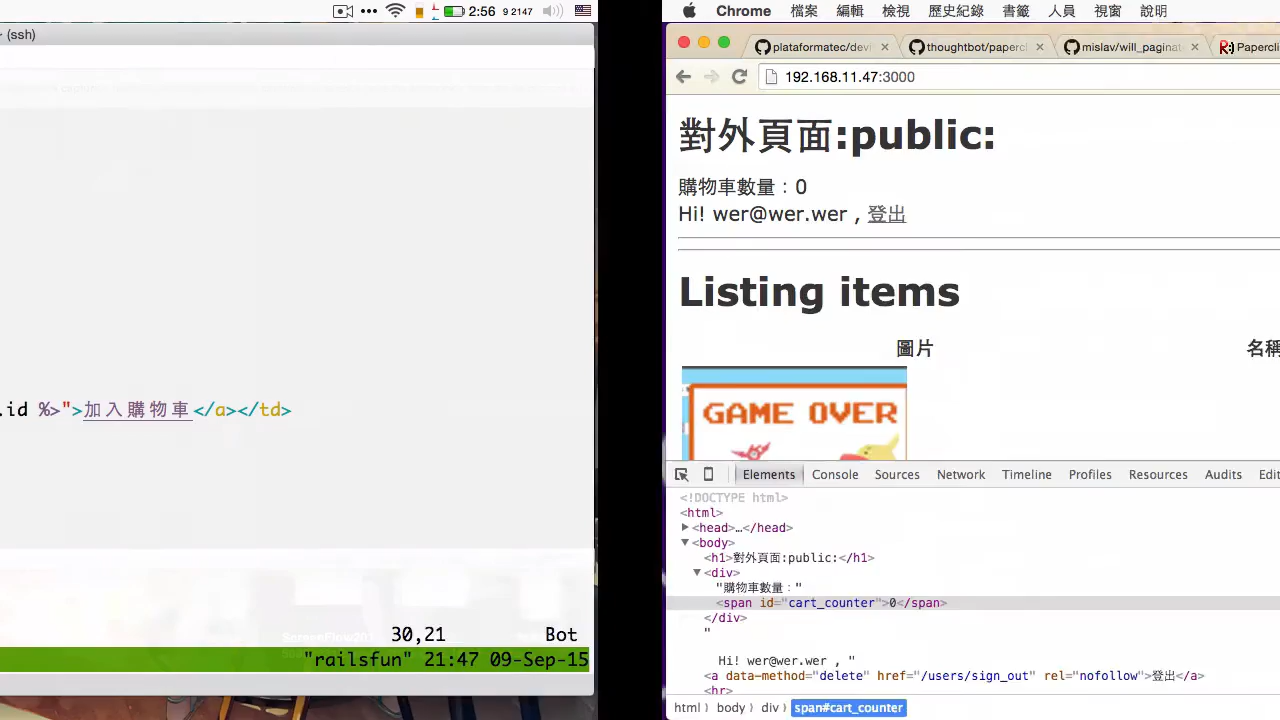 2:56 9 2147
(ssh)
.id %>">加入購物車</a></td>
30,21 Bot
"railsfun" 21:47 09-Sep-15
Chrome 檔案 編輯 檢視 歷史紀錄 書籤 人員 視窗 說明
plataformatec/devi thoughtbot/paperc mislav/will_paginat Papercli
192.168.11.47:3000
對外頁面:public:
購物車數量：0
Hi! wer@wer.wer , 登出
Listing items
圖片 名稱
GAME OVER
Elements Console Sources Network Timeline Profiles Resources Audits Edi
<!DOCTYPE html>
<html>
<head>…</head>
<body>
<h1>對外頁面:public:</h1>
<div>
"購物車數量："
<span id="cart_counter">0</span>
</div>
"
Hi! wer@wer.wer , "
<a data-method="delete" href="/users/sign_out" rel="nofollow">登出</a>
<hr>
html body div span#cart_counter